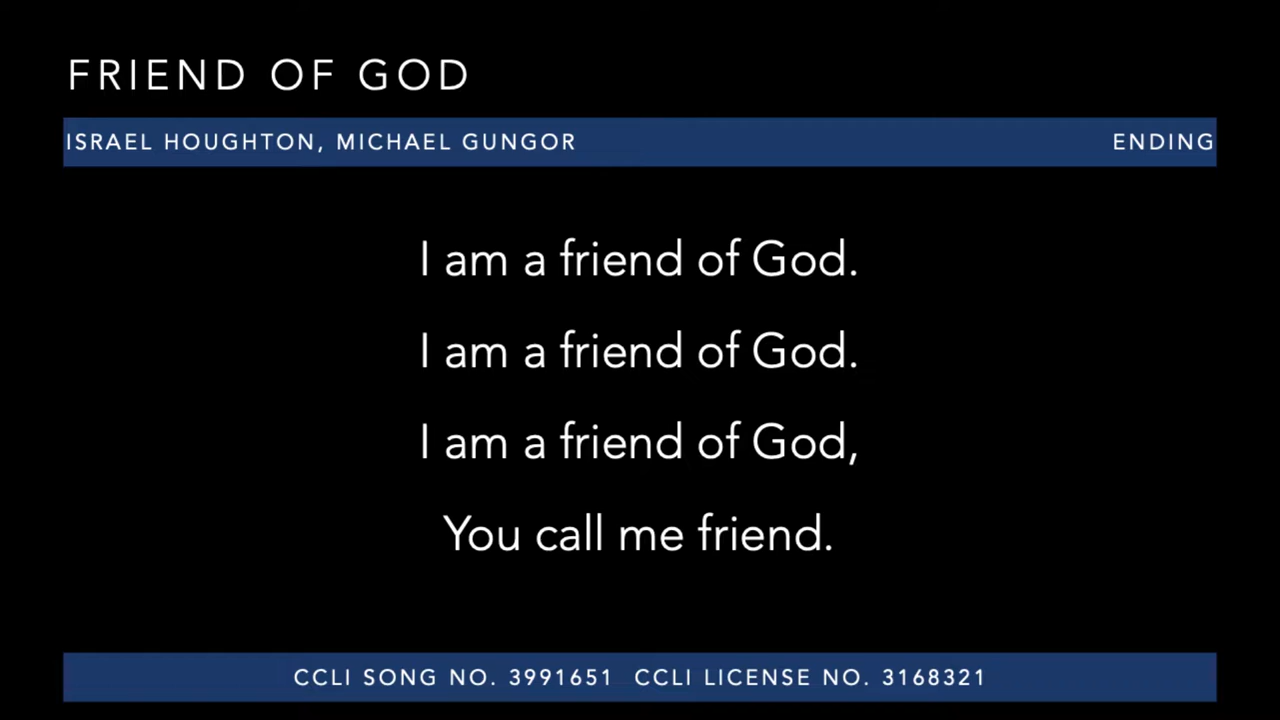 FRIEND OF GOD
ISRAEL HOUGHTON, MICHAEL GUNGOR ENDING
I am a friend of God.
I am a friend of God.
I am a friend of God,
You call me friend.
CCLI SONG NO. 3991651 CCLI LICENSE NO. 3168321